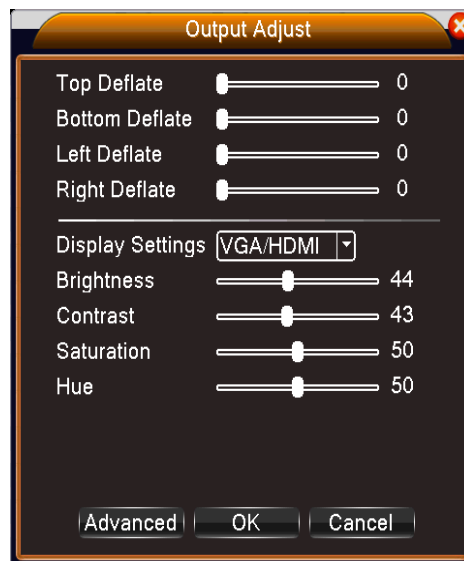 Output Adjust
Top Deflate 0
Bottom Deflate 0
Left Deflate 0
Right Deflate 0
Display Settings VGA/HDMI
Brightness 44
Contrast 43
Saturation 50
Hue 50
Advanced OK Cancel